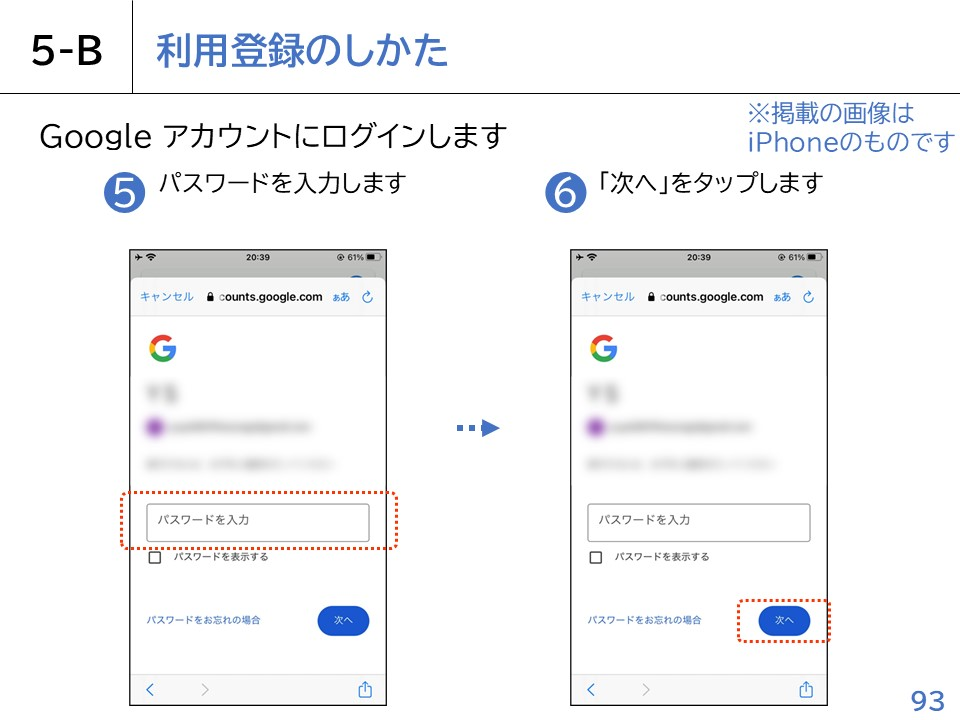 5-B
利用登録のしかた
※掲載の画像は
iPhoneのものです
Google アカウントにログインします
5 パスワードを入力します
6 「次へ」をタップします
20:39
61%
キャンセル
counts.google.com
ぁあ
パスワードを入力
パスワードを表示する
パスワードをお忘れの場合
次へ
20:39
61%
キャンセル
counts.google.com
ぁあ
パスワードを入力
パスワードを表示する
パスワードをお忘れの場合
次へ
93